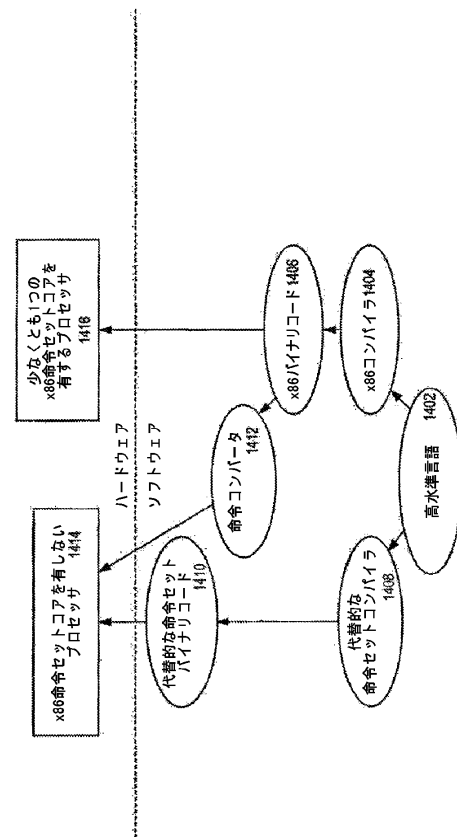 x86命令セットコアを有しない
プロセッサ
1414
少なくとも1つの
x86命令セットコアを
有するプロセッサ
1416
ハードウェア
ソフトウェア
代替的な命令セット
バイナリコード
1410
命令コンバータ
1412
x86バイナリコード 1406
代替的な
命令セットコンパイラ
1408
x86コンパイラ 1404
高水準言語 1402